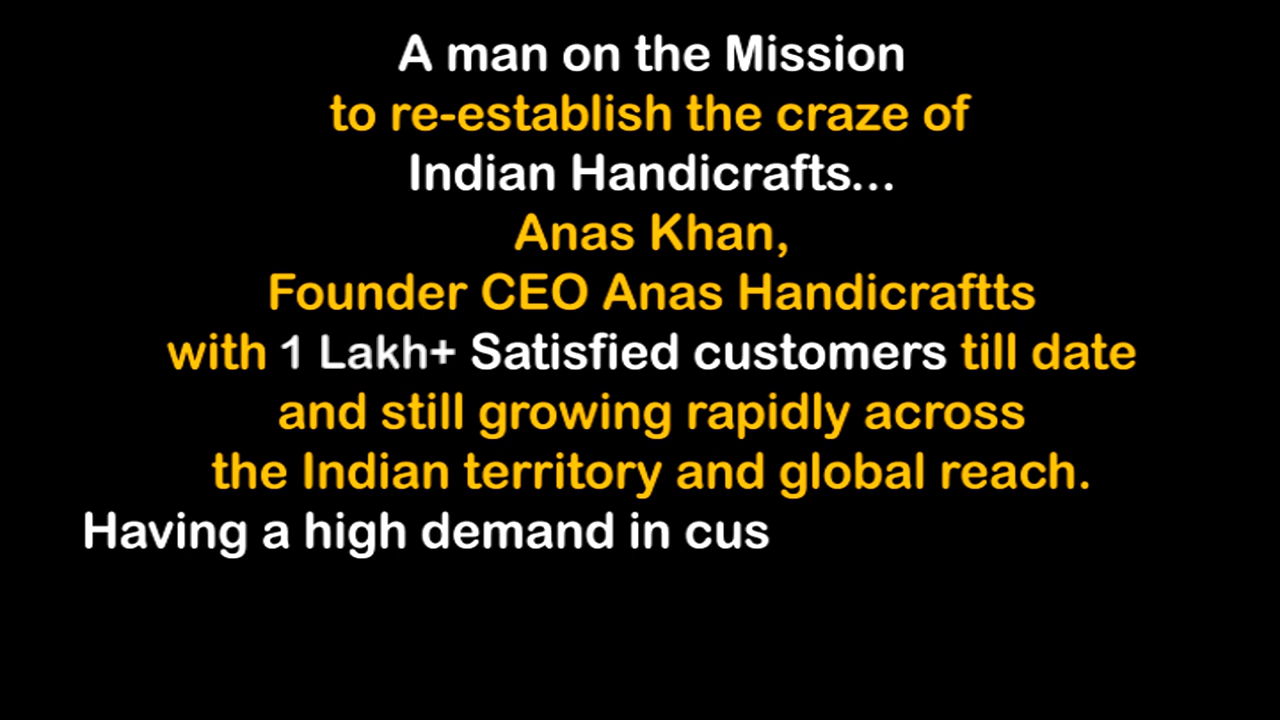 A man on the Mission
to re-establish the craze of
Indian Handicrafts...
Anas Khan,
Founder CEO Anas Handicraftts
with 1 Lakh+ Satisfied customers till date
and still growing rapidly across
the Indian territory and global reach.
Having a high demand in cus